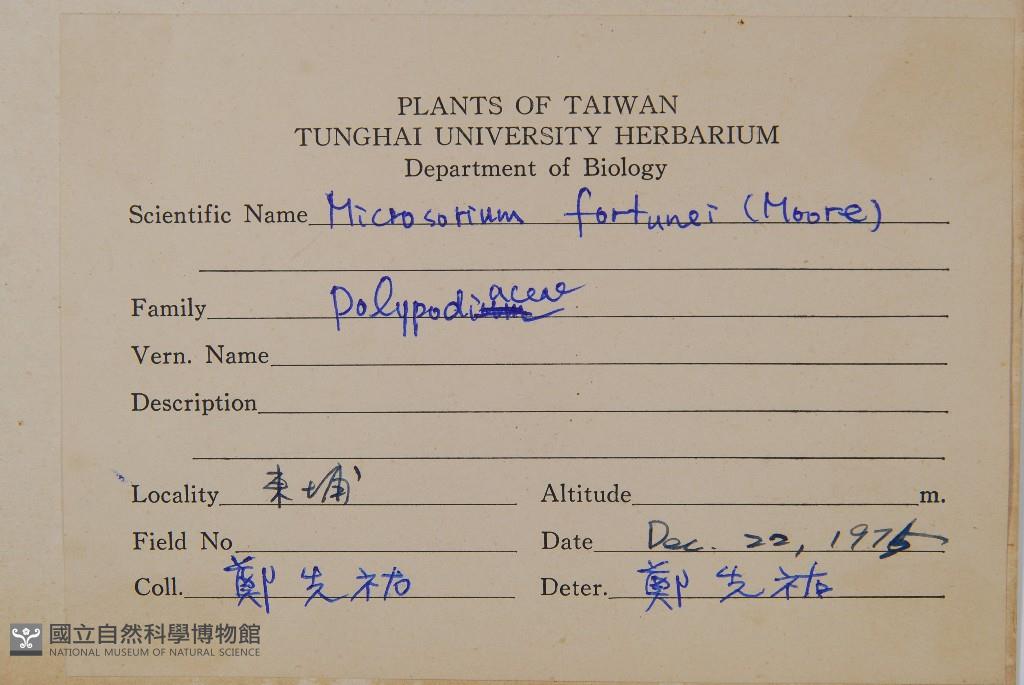 PLANTS OF TAIWAN
TUNGHAI UNIVERSITY HERBARIUM
Department of Biology
Scientific Name Microsorium fortunei (Moore)
Family Polypodiaceae
Vern. Name
Description
Locality 東埔 Altitude m.
Field No Date Dec. 22, 1975
Coll. 鄭先祐 Deter. 鄭先祐
國立自然科學博物館
NATIONAL MUSEUM OF NATURAL SCIENCE